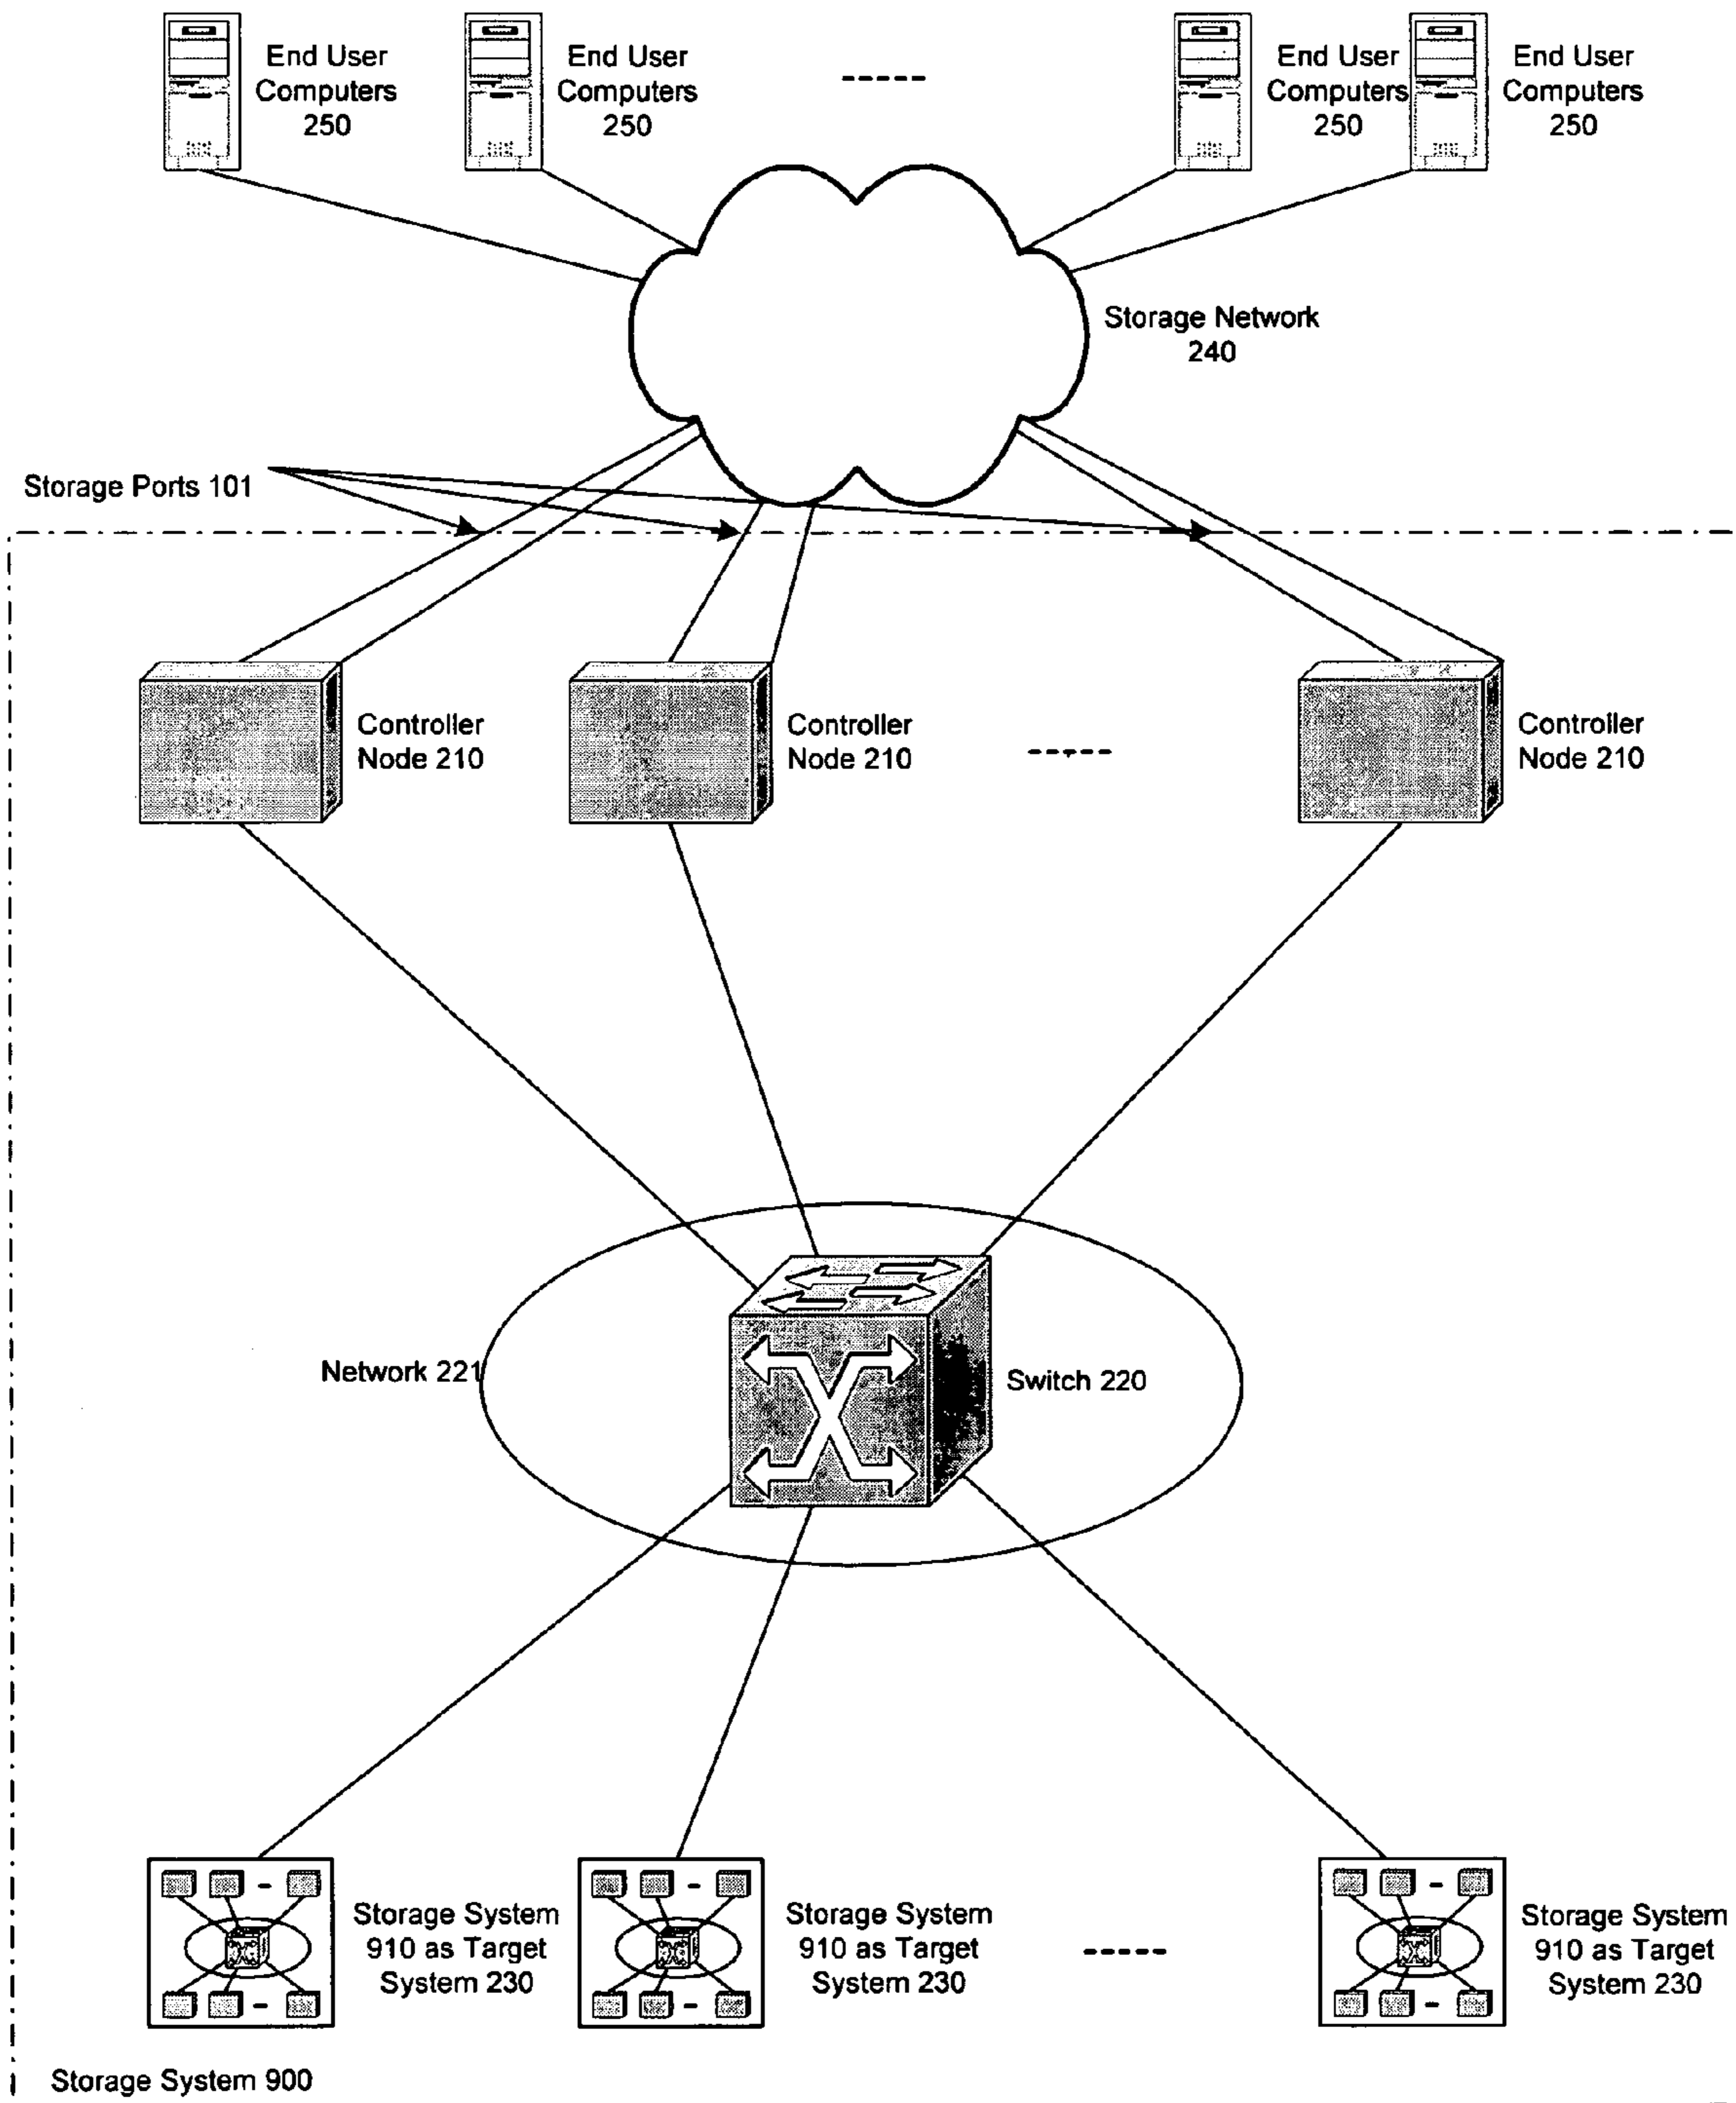 End User
Computers
250
End User
Computers
250
End User
Computers
250
End User
Computers
250
Storage Network
240
Storage Ports 101
Controller
Node 210
Controller
Node 210
Controller
Node 210
Network 221
Switch 220
Storage System
910 as Target
System 230
Storage System
910 as Target
System 230
Storage System
910 as Target
System 230
Storage System 900